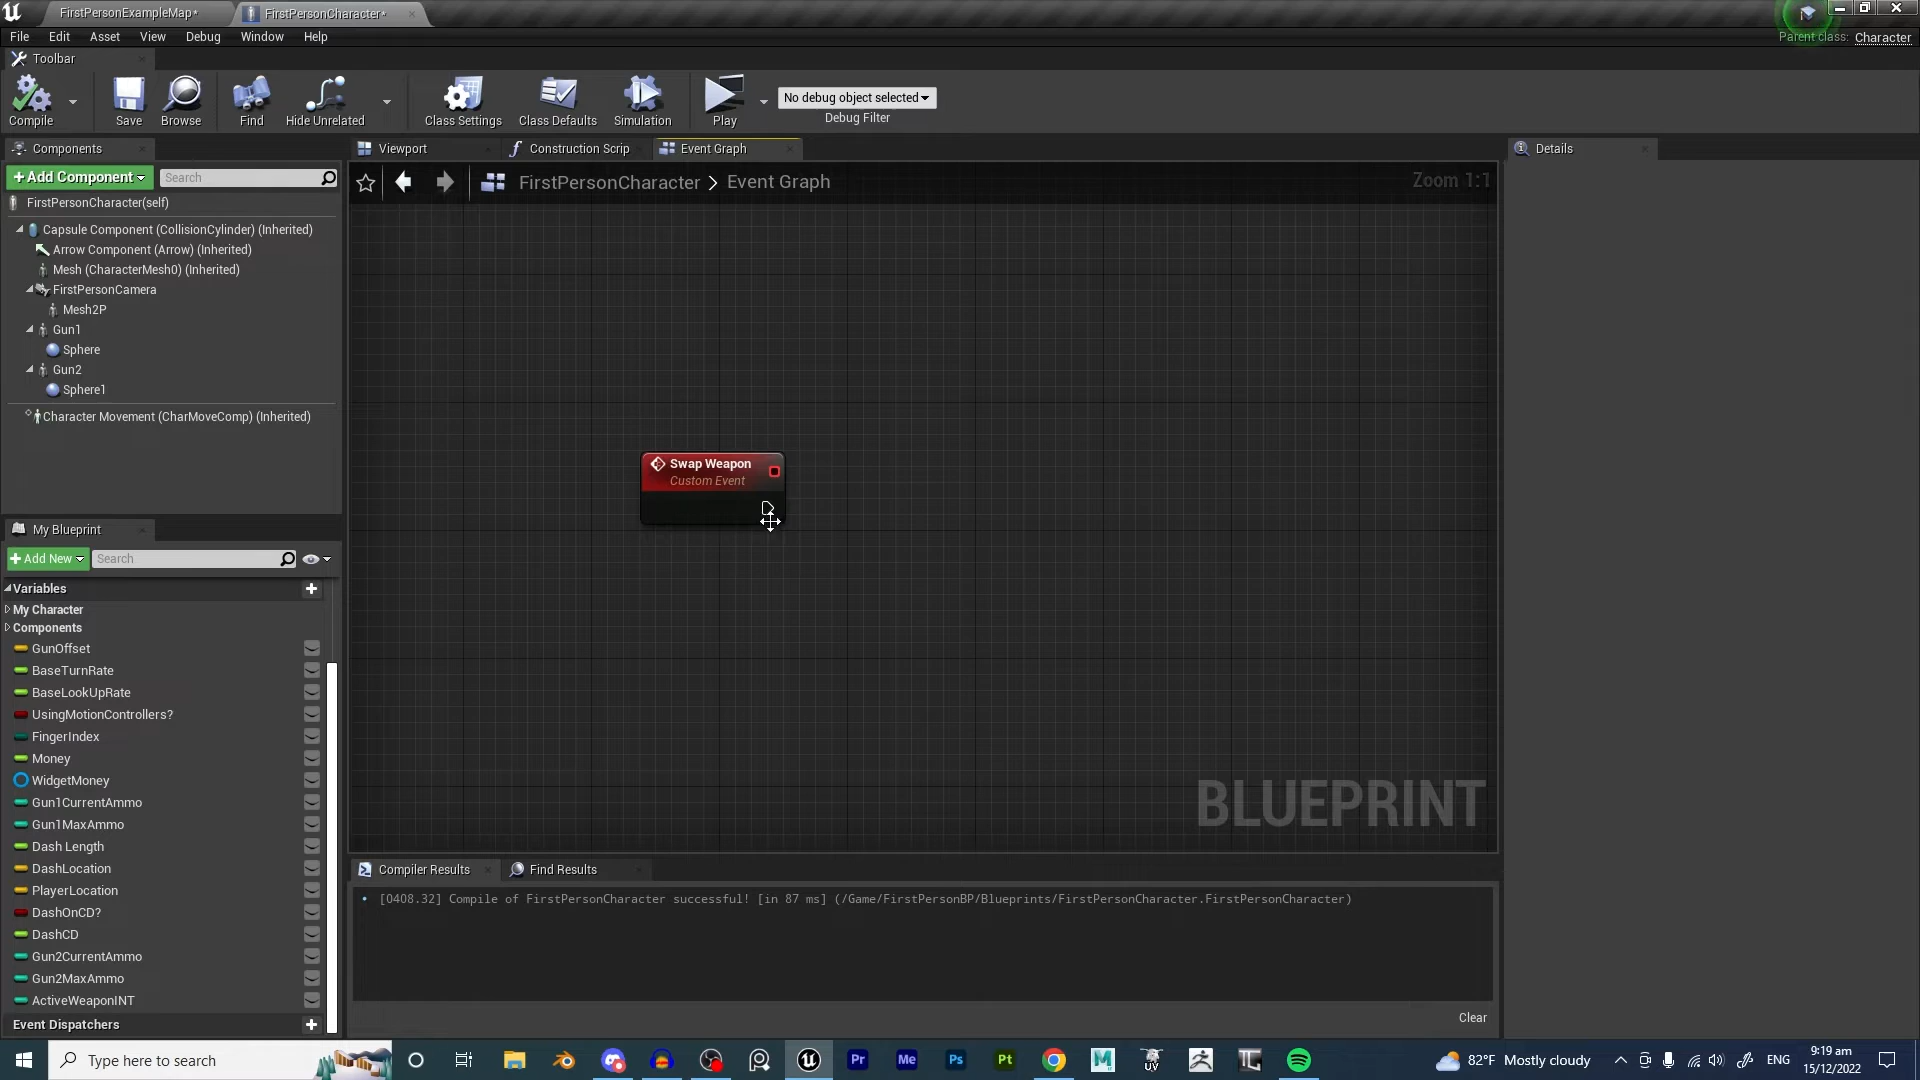 FirstPersonExampleMap*
FirstPersonCharacter*
File Edit Asset View Debug Window Help
Parent class: Character
Toolbar
Compile
Save
Browse
Find
Hide Unrelated
Class Settings
Class Defaults
Simulation
Play
No debug object selected
Debug Filter
Components
+ Add Component
Search
FirstPersonCharacter(self)
Capsule Component (CollisionCylinder) (Inherited)
Arrow Component (Arrow) (Inherited)
Mesh (CharacterMesh0) (Inherited)
FirstPersonCamera
Mesh2P
Gun1
Sphere
Gun2
Sphere1
Character Movement (CharMoveComp) (Inherited)
My Blueprint
+ Add New
Search
Variables
My Character
Components
GunOffset
BaseTurnRate
BaseLookUpRate
UsingMotionControllers?
FingerIndex
Money
WidgetMoney
Gun1CurrentAmmo
Gun1MaxAmmo
Dash Length
DashLocation
PlayerLocation
DashOnCD?
DashCD
Gun2CurrentAmmo
Gun2MaxAmmo
ActiveWeaponINT
Event Dispatchers
Viewport
Construction Scrip
Event Graph
FirstPersonCharacter > Event Graph
Zoom 1:1
Swap Weapon
Custom Event
BLUEPRINT
Compiler Results
Find Results
[0408.32] Compile of FirstPersonCharacter successful! [in 87 ms] (/Game/FirstPersonBP/Blueprints/FirstPersonCharacter.FirstPersonCharacter)
Clear
Details
Type here to search
Pr
Me
Ps
Pt
M
UV
82°F Mostly cloudy
ENG
9:19 am
15/12/2022